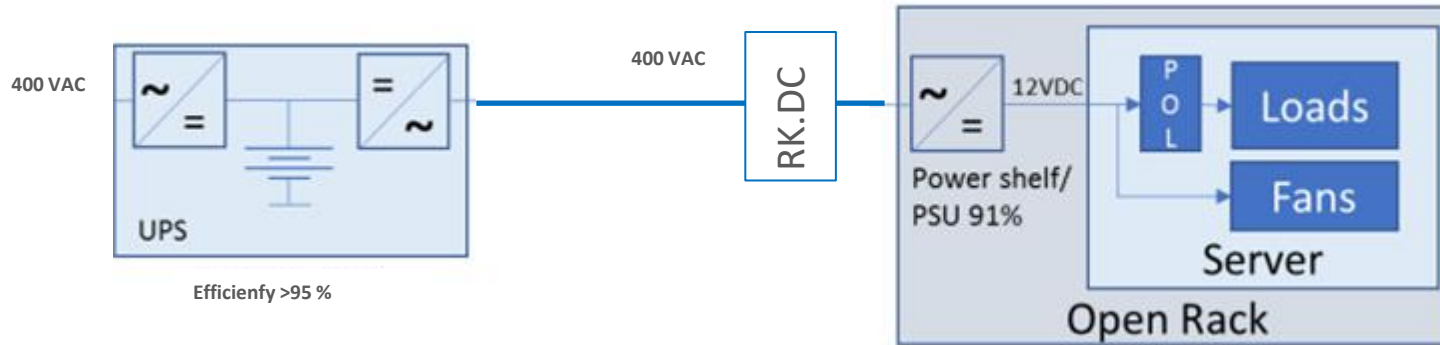 400 VAC
~
=
=
~
UPS
Efficienfy >95 %
400 VAC
RK.DC
~
=
12VDC
Power shelf/
PSU 91%
POL
Loads
Fans
Server
Open Rack